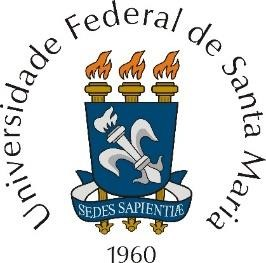 Universidade Federal de Santa Maria
SEDES SAPIENTIÆ
1960